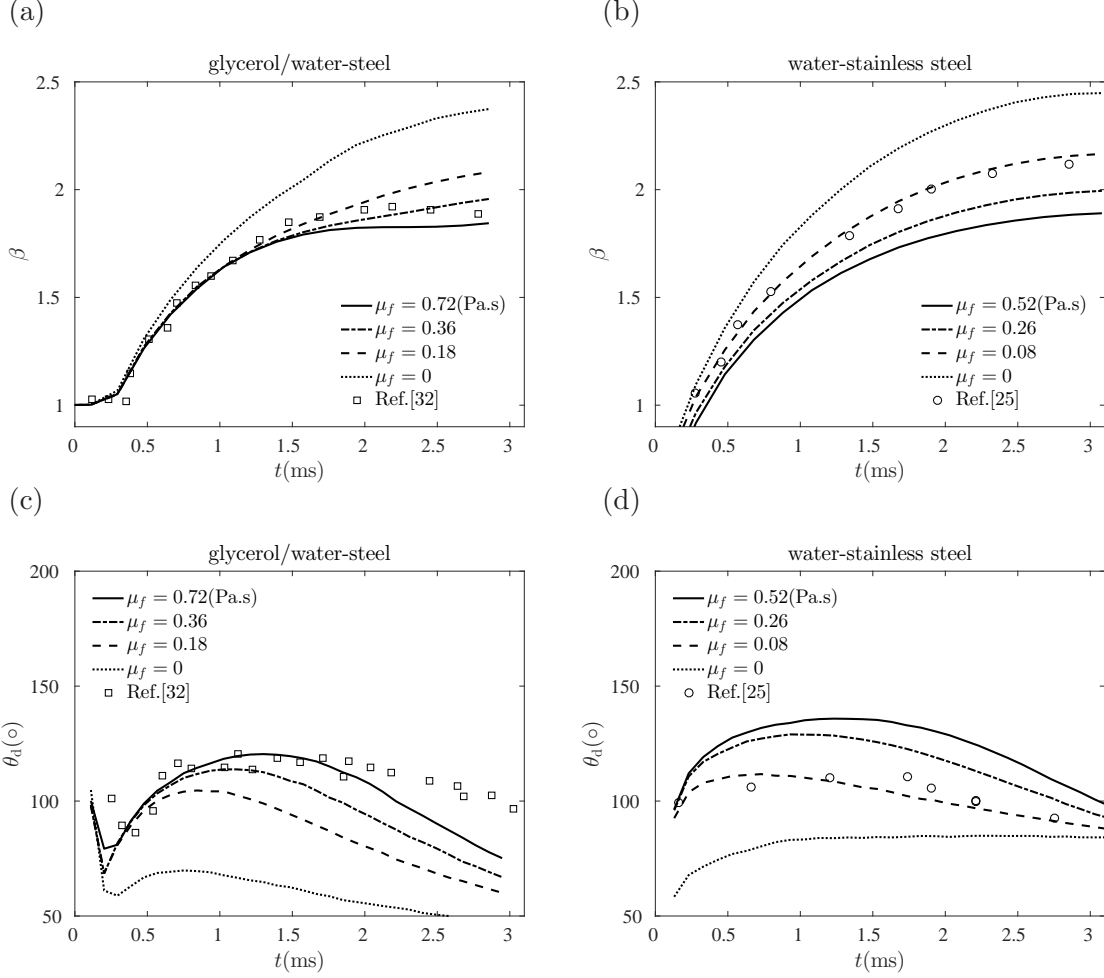 (a)
glycerol/water-steel
2.5
2
β
1.5
1
μf = 0.72(Pa.s)
μf = 0.36
μf = 0.18
μf = 0
Ref.[32]
0 0.5 1 1.5 2 2.5 3
t(ms)
(b)
water-stainless steel
2.5
2
β
1.5
1
μf = 0.52(Pa.s)
μf = 0.26
μf = 0.08
μf = 0
Ref.[25]
0 0.5 1 1.5 2 2.5 3
t(ms)
(c)
glycerol/water-steel
200
150
θd(○)
100
50
μf = 0.72(Pa.s)
μf = 0.36
μf = 0.18
μf = 0
Ref.[32]
0 0.5 1 1.5 2 2.5 3
t(ms)
(d)
water-stainless steel
200
150
θd(○)
100
50
μf = 0.52(Pa.s)
μf = 0.26
μf = 0.08
μf = 0
Ref.[25]
0 0.5 1 1.5 2 2.5 3
t(ms)